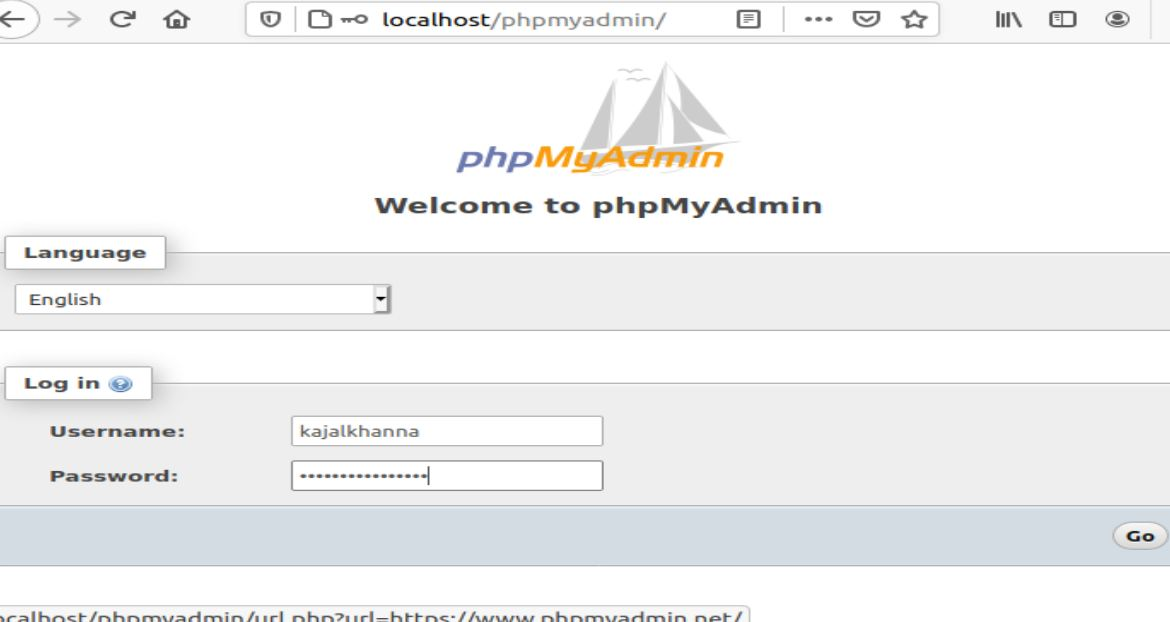 localhost/phpmyadmin/
phpMyAdmin
Welcome to phpMyAdmin
Language
English
Log in
Username:
kajalkhanna
Password:
••••••••••••••••
Go
ocalhost/phpmyadmin/url.php?url=https://www.phpmyadmin.net/